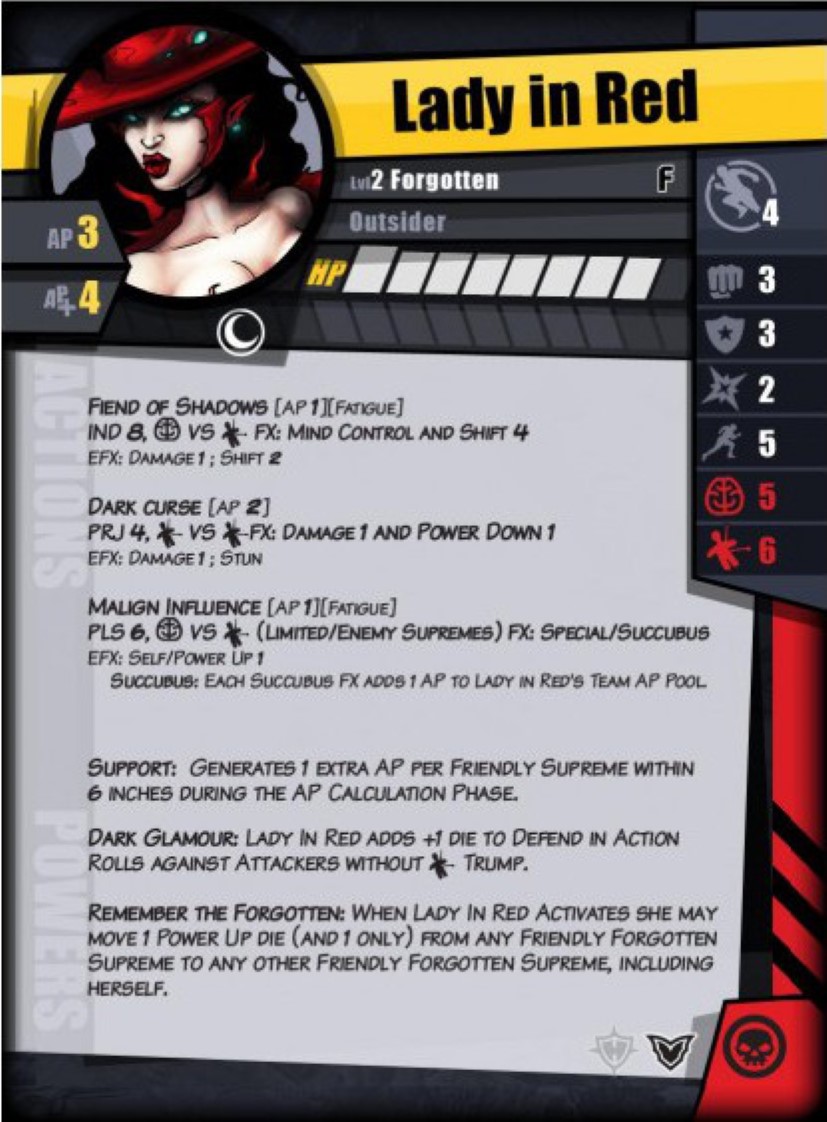 Lady in Red
Lvl2 Forgotten F
Outsider
AP 3
AP+ 4
HP
4
3
3
2
5
5
6
ACTIONS
FIEND OF SHADOWS [AP 1][FATIGUE]
IND 8, VS FX: MIND CONTROL AND SHIFT 4
EFX: DAMAGE 1 ; SHIFT 2
DARK CURSE [AP 2]
PRJ 4, VS FX: DAMAGE 1 AND POWER DOWN 1
EFX: DAMAGE 1 ; STUN
MALIGN INFLUENCE [AP 1][FATIGUE]
PLS 6, VS (LIMITED/ENEMY SUPREMES) FX: SPECIAL/SUCCUBUS
EFX: SELF/POWER UP 1
SUCCUBUS: EACH SUCCUBUS FX ADDS 1 AP TO LADY IN RED'S TEAM AP POOL.
POWERS
SUPPORT: GENERATES 1 EXTRA AP PER FRIENDLY SUPREME WITHIN
6 INCHES DURING THE AP CALCULATION PHASE.
DARK GLAMOUR: LADY IN RED ADDS +1 DIE TO DEFEND IN ACTION
ROLLS AGAINST ATTACKERS WITHOUT TRUMP.
REMEMBER THE FORGOTTEN: WHEN LADY IN RED ACTIVATES SHE MAY
MOVE 1 POWER UP DIE (AND 1 ONLY) FROM ANY FRIENDLY FORGOTTEN
SUPREME TO ANY OTHER FRIENDLY FORGOTTEN SUPREME, INCLUDING
HERSELF.